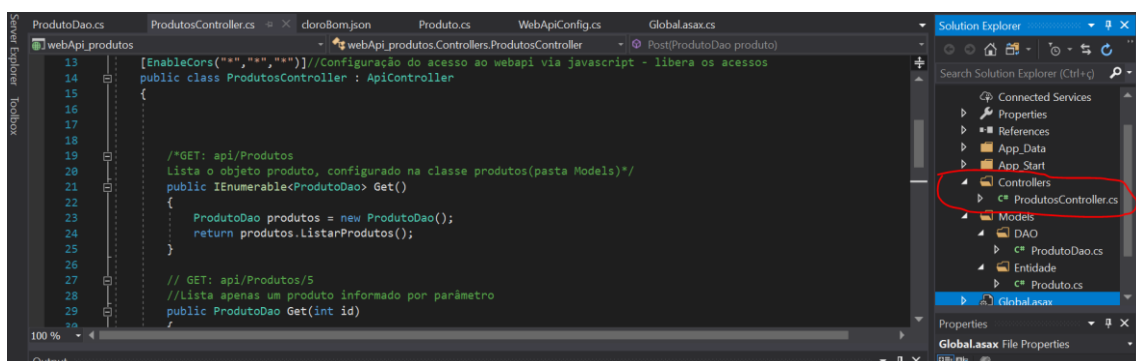 Server Explorer
Toolbox
ProdutoDao.cs
ProdutosController.cs
cloroBom.json
Produto.cs
WebApiConfig.cs
Global.asax.cs
webApi_produtos
webApi_produtos.Controllers.ProdutosController
Post(ProdutoDao produto)
13 [EnableCors("*","*","*")]//Configuração do acesso ao webapi via javascript - libera os acessos
14 public class ProdutosController : ApiController
15 {
16
17
18
19 /*GET: api/Produtos
20 Lista o objeto produto, configurado na classe produtos(pasta Models)*/
21 public IEnumerable<ProdutoDao> Get()
22 {
23 ProdutoDao produtos = new ProdutoDao();
24 return produtos.ListarProdutos();
25 }
26
27 // GET: api/Produtos/5
28 //Lista apenas um produto informado por parâmetro
29 public ProdutoDao Get(int id)
30 {
100 %
Output
Solution Explorer
Search Solution Explorer (Ctrl+ç)
Connected Services
Properties
References
App_Data
App_Start
Controllers
C# ProdutosController.cs
Models
DAO
C# ProdutoDao.cs
Entidade
C# Produto.cs
Global.asax
Properties
Global.asax File Properties